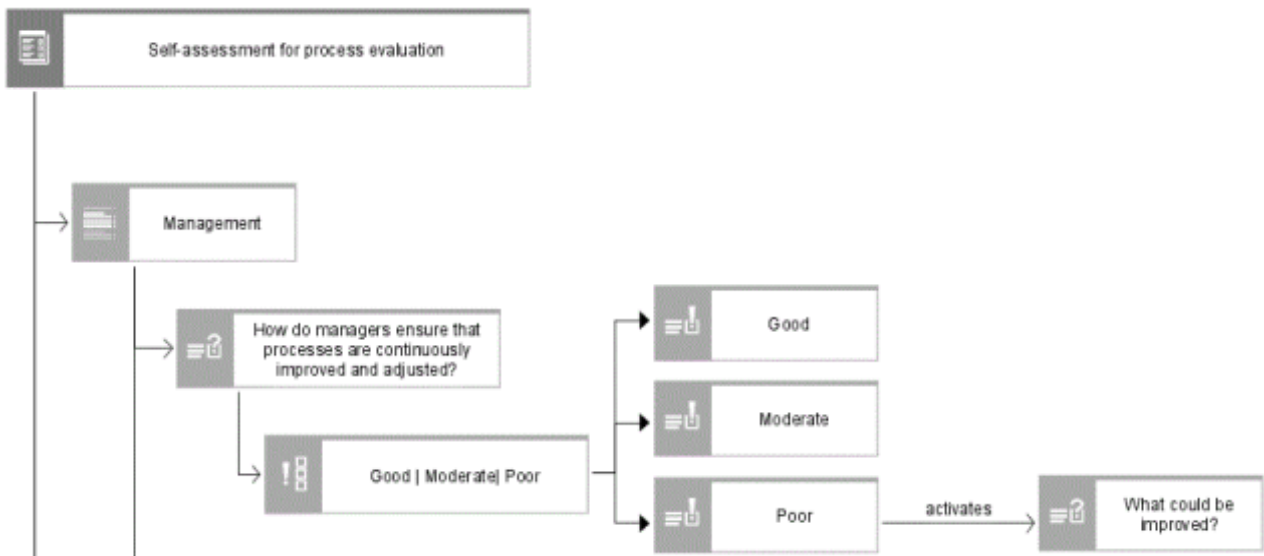 Self-assessment for process evaluation
Management
How do managers ensure that
processes are continuously
improved and adjusted?
Good | Moderate| Poor
Good
Moderate
Poor
activates
What could be
improved?